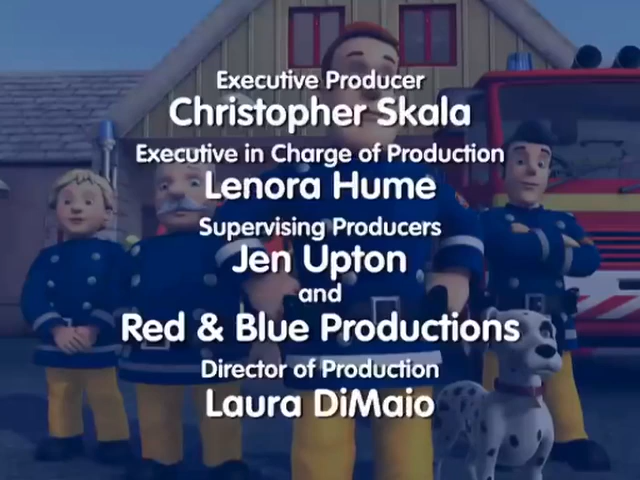 Executive Producer
Christopher Skala
Executive in Charge of Production
Lenora Hume
Supervising Producers
Jen Upton
and
Red & Blue Productions
Director of Production
Laura DiMaio